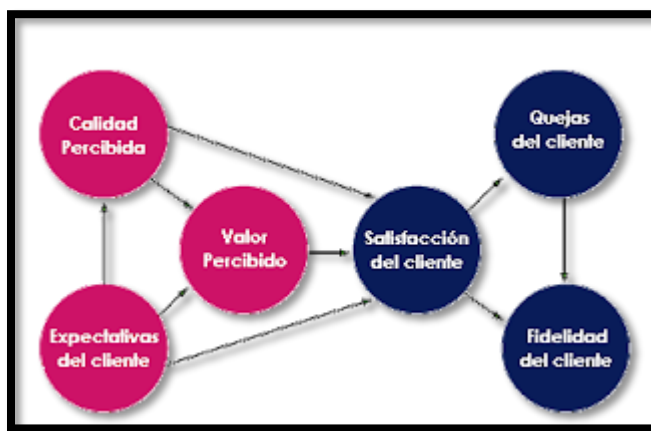 Calidad
Percibida
Quejas
del cliente
Valor
Percibido
Satisfacción
del cliente
Expectativas
del cliente
Fidelidad
del cliente